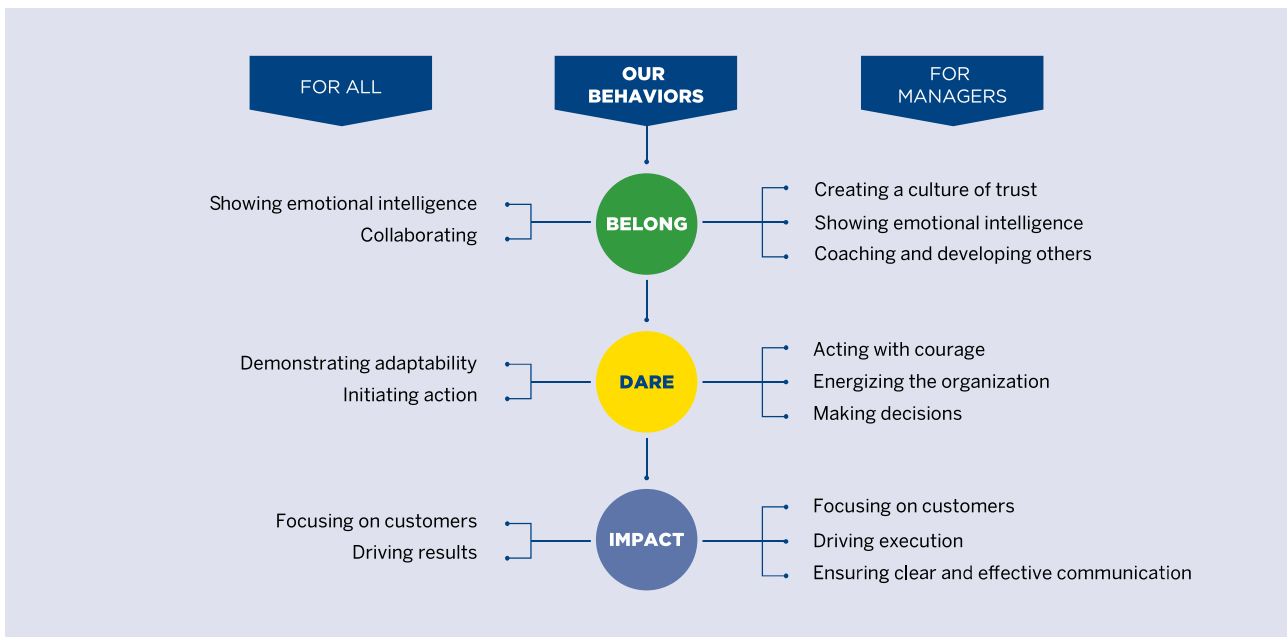 FOR ALL
OUR
BEHAVIORS
FOR
MANAGERS
Showing emotional intelligence
Collaborating
BELONG
Creating a culture of trust
Showing emotional intelligence
Coaching and developing others
Demonstrating adaptability
Initiating action
DARE
Acting with courage
Energizing the organization
Making decisions
Focusing on customers
Driving results
IMPACT
Focusing on customers
Driving execution
Ensuring clear and effective communication